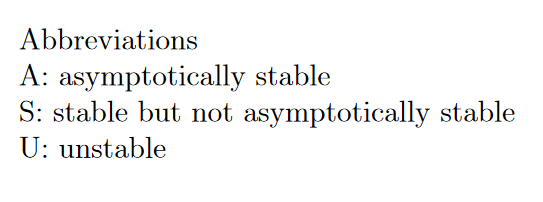 Abbreviations
A: asymptotically stable
S: stable but not asymptotically stable
U: unstable